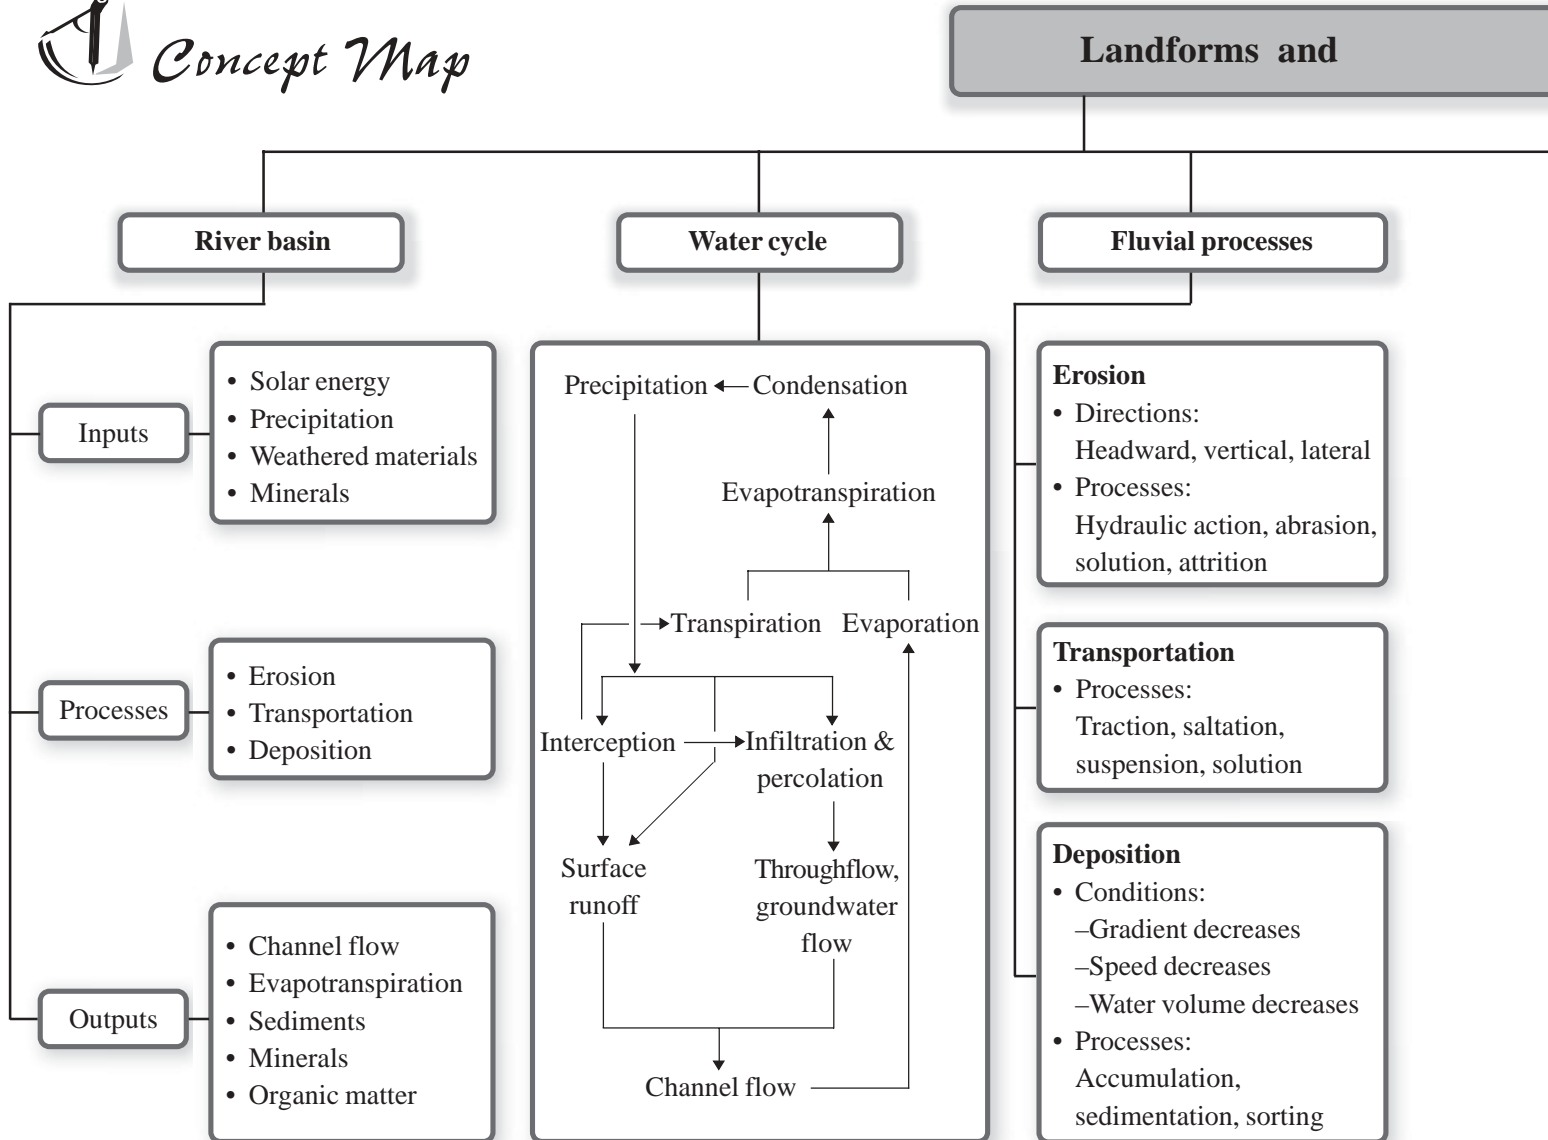 Concept Map
Landforms and
River basin
Water cycle
Fluvial processes
Inputs
• Solar energy
• Precipitation
• Weathered materials
• Minerals
Processes
• Erosion
• Transportation
• Deposition
Outputs
• Channel flow
• Evapotranspiration
• Sediments
• Minerals
• Organic matter
Precipitation
Condensation
Evapotranspiration
Transpiration
Evaporation
Interception
Infiltration &
percolation
Surface
runoff
Throughflow,
groundwater
flow
Channel flow
Erosion
• Directions:
Headward, vertical, lateral
• Processes:
Hydraulic action, abrasion,
solution, attrition
Transportation
• Processes:
Traction, saltation,
suspension, solution
Deposition
• Conditions:
–Gradient decreases
–Speed decreases
–Water volume decreases
• Processes:
Accumulation,
sedimentation, sorting